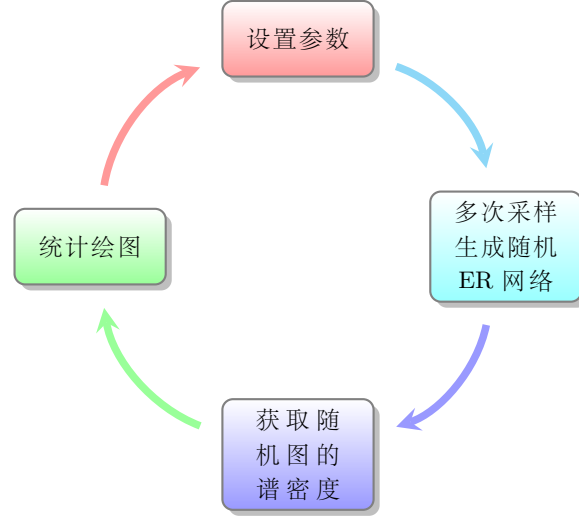 设置参数
多次采样
生成随机
ER 网络
获取随
机图的
谱密度
统计绘图